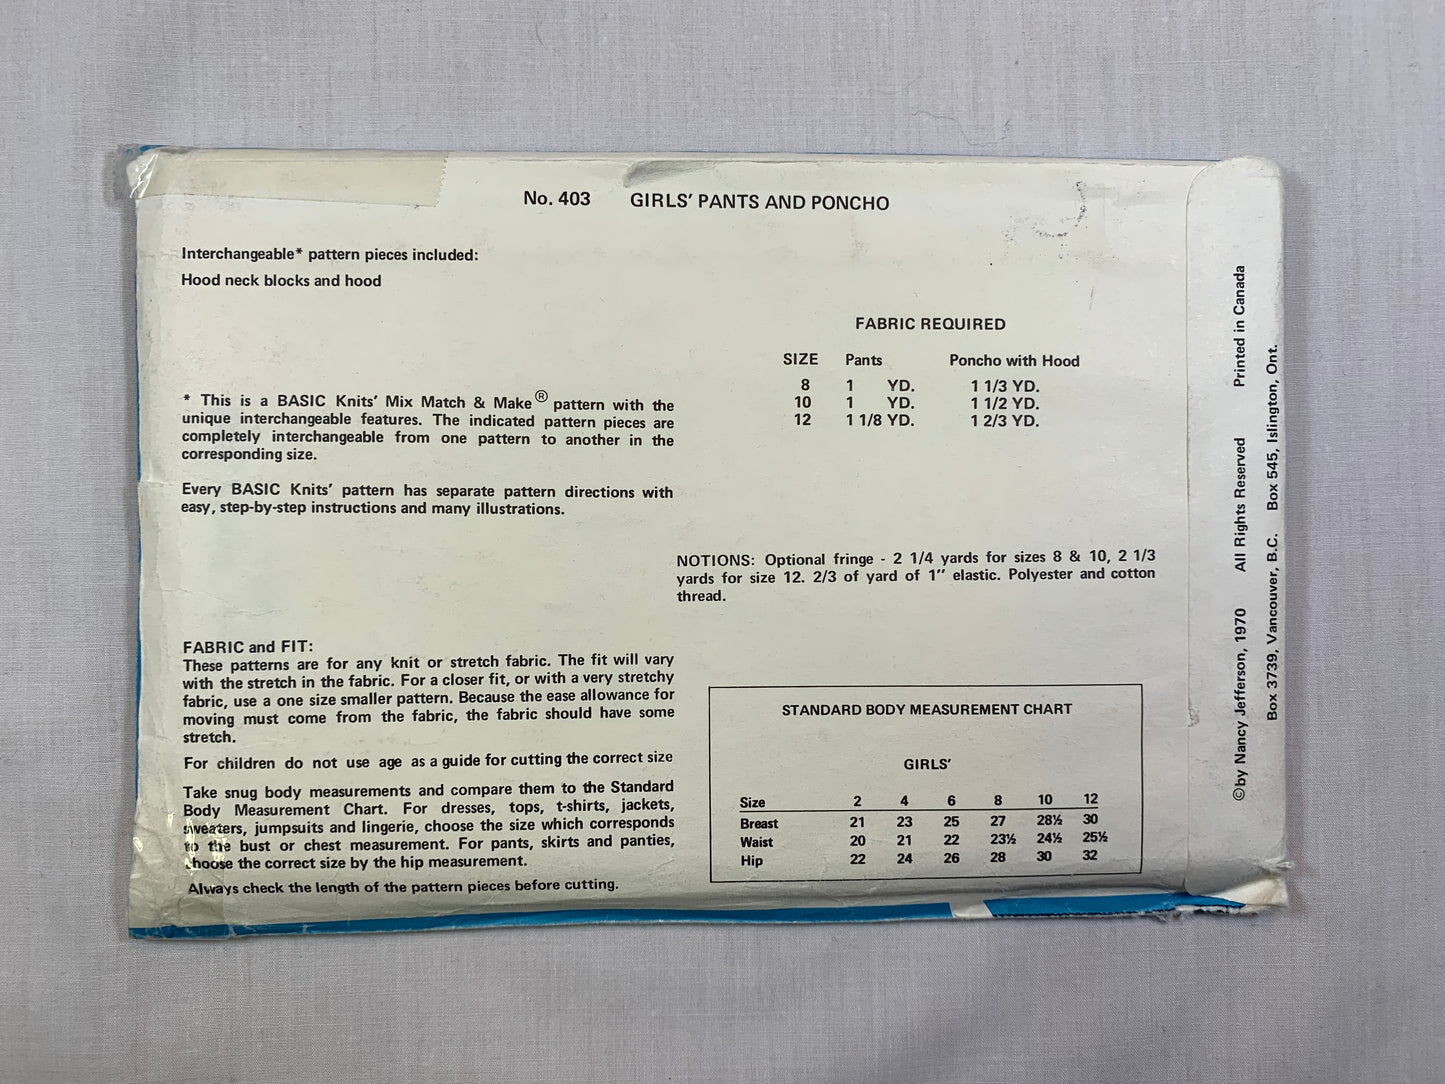 No. 403 GIRLS' PANTS AND PONCHO
Interchangeable* pattern pieces included:
Hood neck blocks and hood
* This is a BASIC Knits' Mix Match & Make® pattern with the
unique interchangeable features. The indicated pattern pieces are
completely interchangeable from one pattern to another in the
corresponding size.
Every BASIC Knits' pattern has separate pattern directions with
easy, step-by-step instructions and many illustrations.
FABRIC REQUIRED
SIZE Pants Poncho with Hood
8 1 YD. 1 1/3 YD.
10 1 YD. 1 1/2 YD.
12 1 1/8 YD. 1 2/3 YD.
NOTIONS: Optional fringe - 2 1/4 yards for sizes 8 & 10, 2 1/3
yards for size 12. 2/3 of yard of 1" elastic. Polyester and cotton
thread.
FABRIC and FIT:
These patterns are for any knit or stretch fabric. The fit will vary
with the stretch in the fabric. For a closer fit, or with a very stretchy
fabric, use a one size smaller pattern. Because the ease allowance for
moving must come from the fabric, the fabric should have some
stretch.
For children do not use age as a guide for cutting the correct size
Take snug body measurements and compare them to the Standard
Body Measurement Chart. For dresses, tops, t-shirts, jackets,
sweaters, jumpsuits and lingerie, choose the size which corresponds
to the bust or chest measurement. For pants, skirts and panties,
choose the correct size by the hip measurement.
Always check the length of the pattern pieces before cutting.
STANDARD BODY MEASUREMENT CHART
GIRLS'
Size 2 4 6 8 10 12
Breast 21 23 25 27 28½ 30
Waist 20 21 22 23½ 24½ 25½
Hip 22 24 26 28 30 32
©by Nancy Jefferson, 1970 All Rights Reserved Printed in Canada
Box 3739, Vancouver, B.C. Box 545, Islington, Ont.